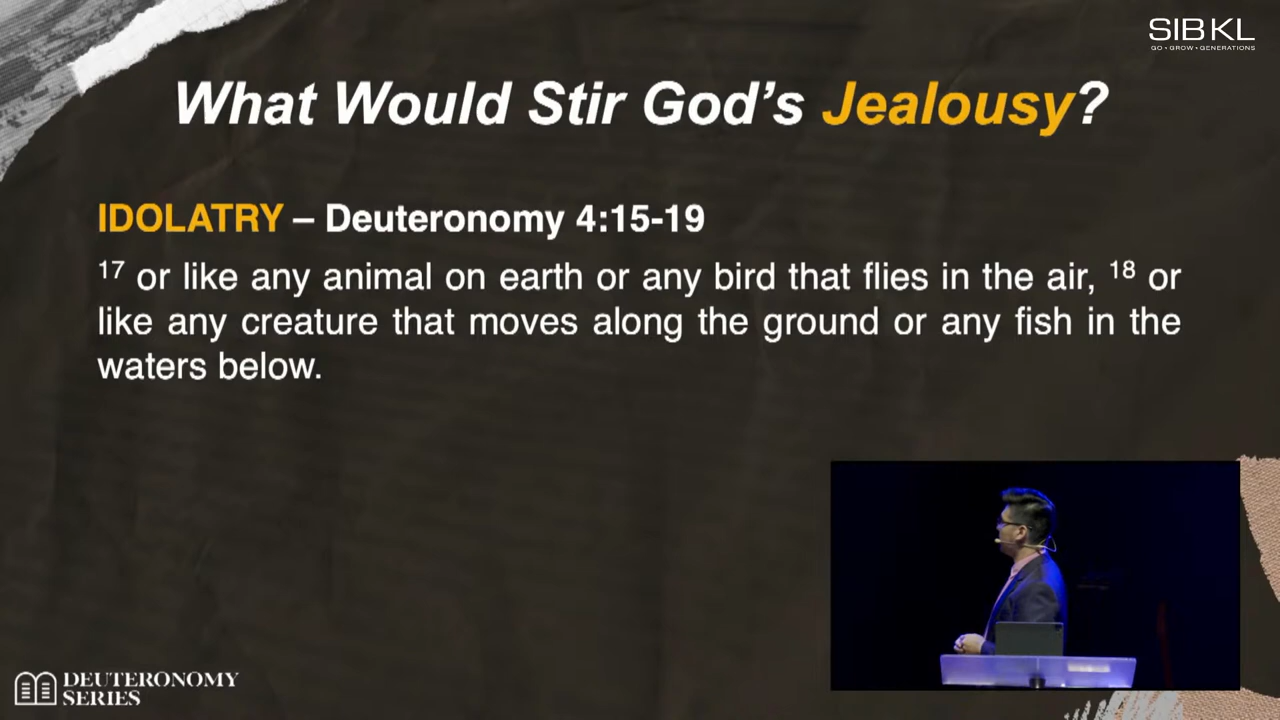 SIBKL
GO • GROW • GENERATIONS
What Would Stir God's Jealousy?
IDOLATRY – Deuteronomy 4:15-19
17 or like any animal on earth or any bird that flies in the air, 18 or
like any creature that moves along the ground or any fish in the
waters below.
DEUTERONOMY
SERIES